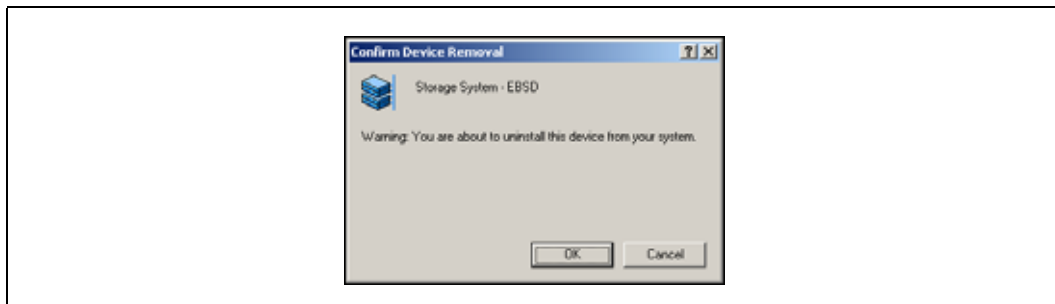 Confirm Device Removal
Storage System - EBSD
Warning: You are about to uninstall this device from your system.
OK
Cancel